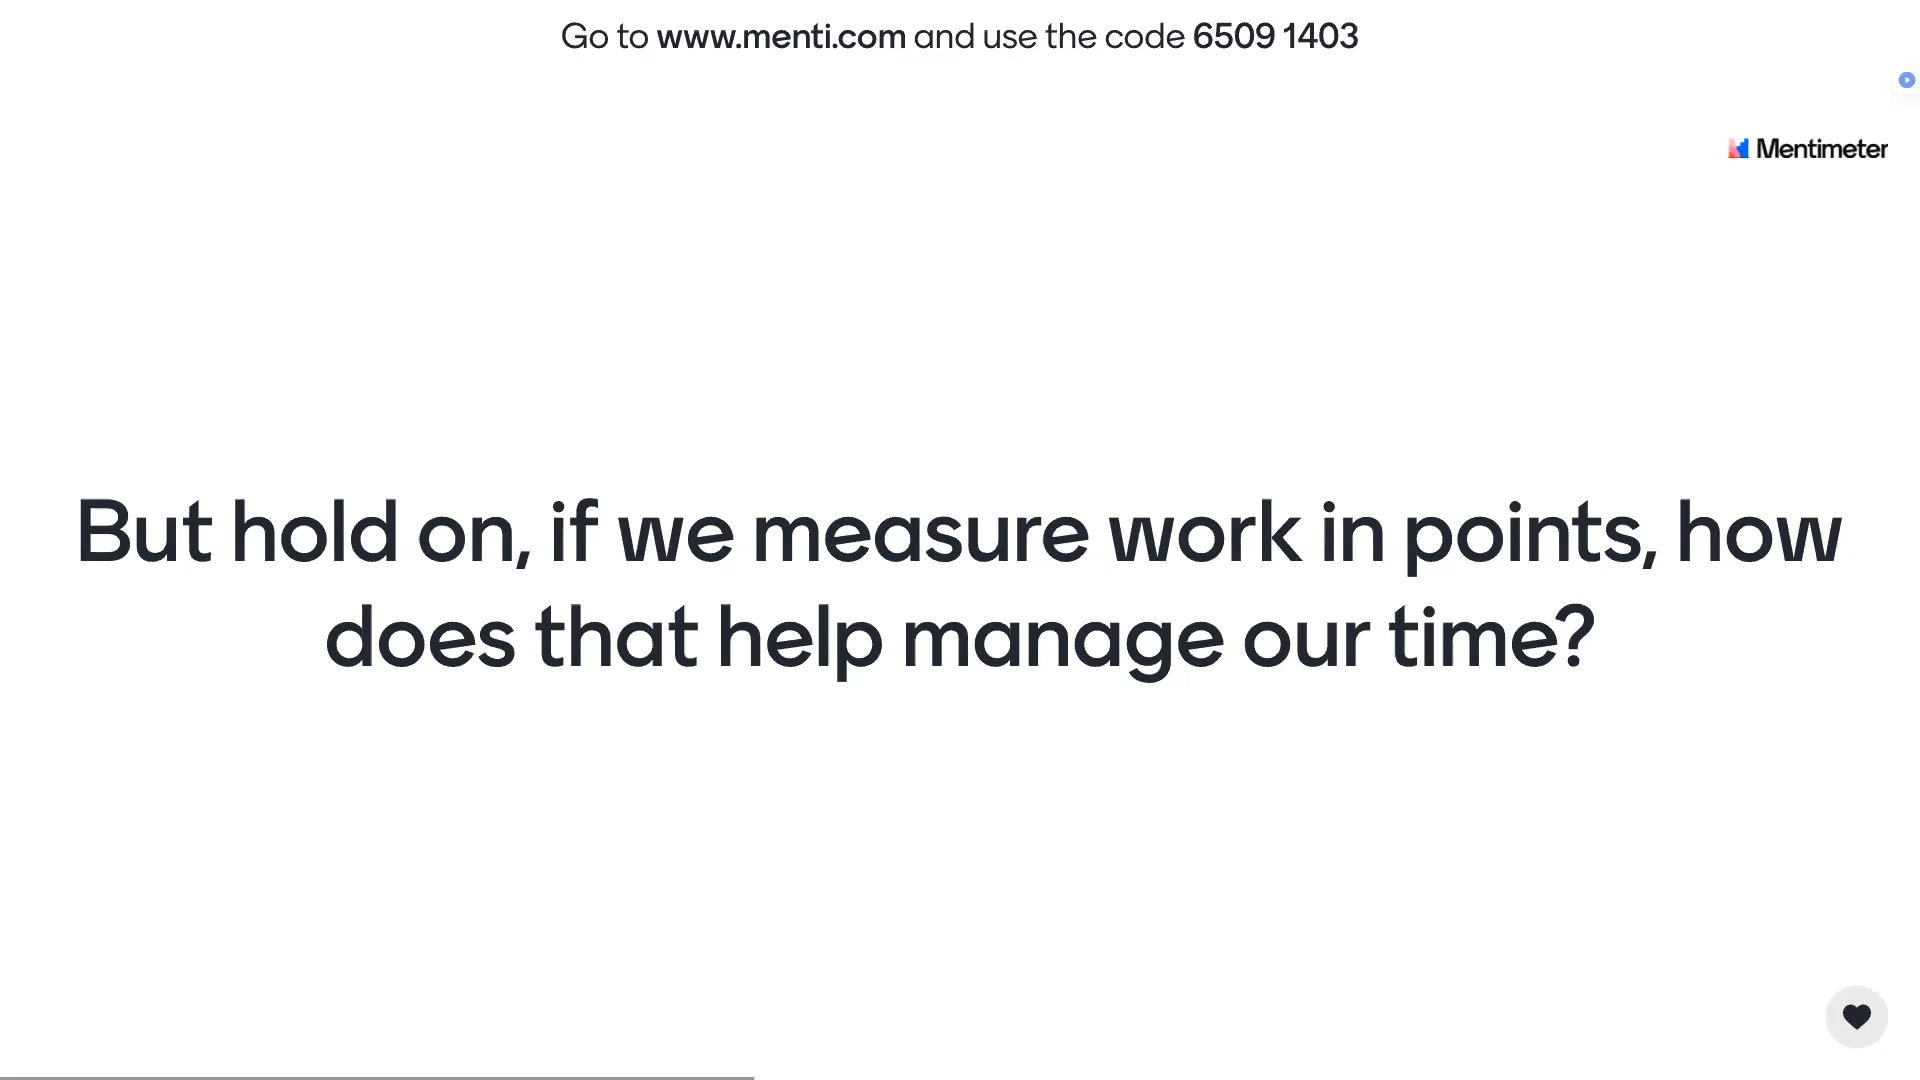 Go to www.menti.com and use the code 6509 1403
Mentimeter
But hold on, if we measure work in points, how
does that help manage our time?